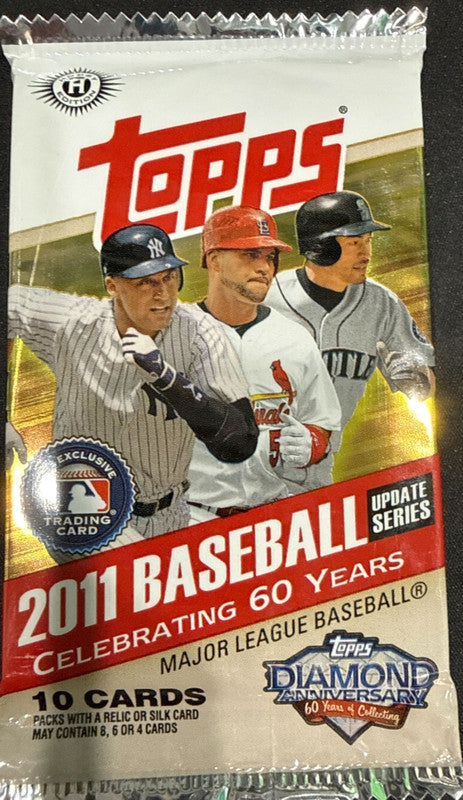 HOBBY
H
EDITION
Topps®
NY
SEATTLE
Cardinals
5
EXCLUSIVE
TRADING
CARD
2011 BASEBALL
UPDATE
SERIES
CELEBRATING 60 YEARS
MAJOR LEAGUE BASEBALL®
10 CARDS
PACKS WITH A RELIC OR SILK CARD
MAY CONTAIN 8, 6 OR 4 CARDS
Topps
DIAMOND
ANNIVERSARY
60 Years of Collecting